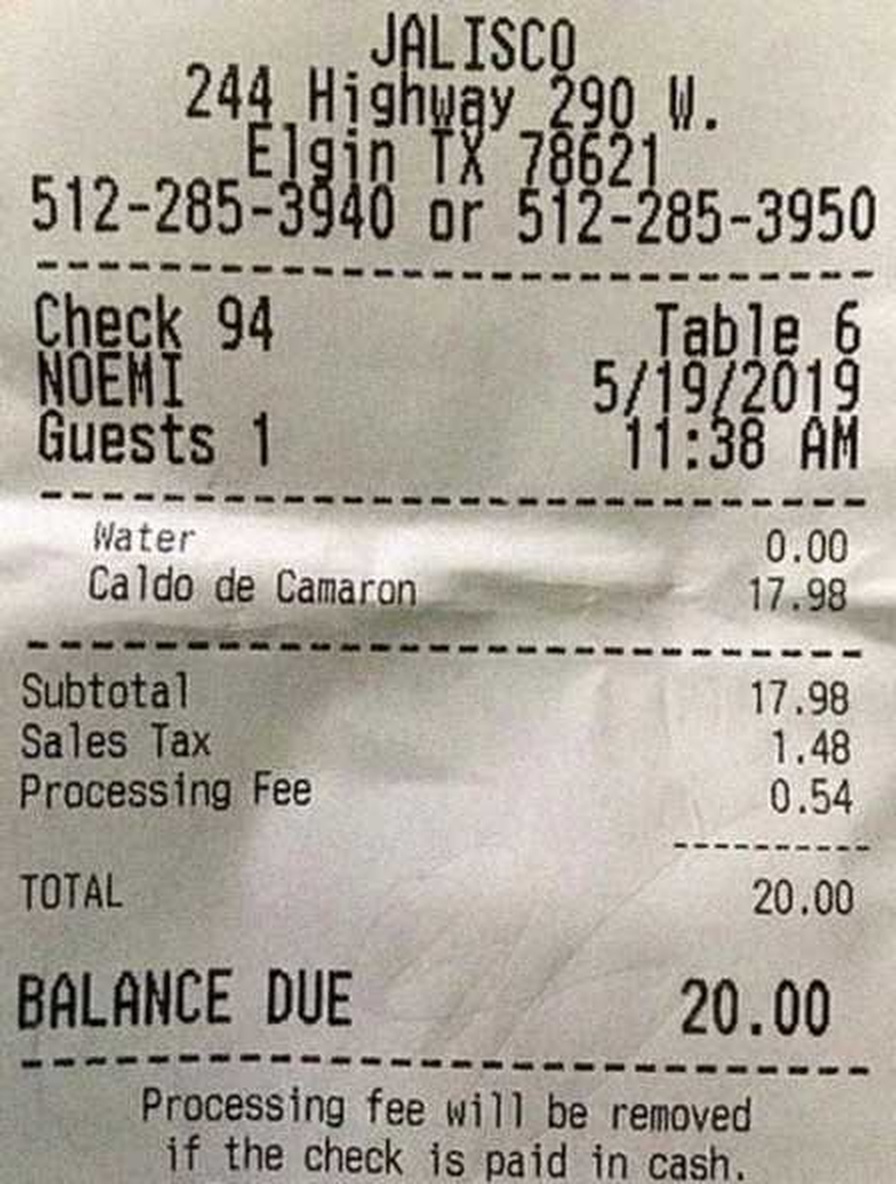 JALISCO
244 Highway 290 W.
Elgin TX 78621
512-285-3940 or 512-285-3950
Check 94 Table 6
NOEMI 5/19/2019
Guests 1 11:38 AM
Water 0.00
Caldo de Camaron 17.98
Subtotal 17.98
Sales Tax 1.48
Processing Fee 0.54
TOTAL 20.00
BALANCE DUE 20.00
Processing fee will be removed
if the check is paid in cash.